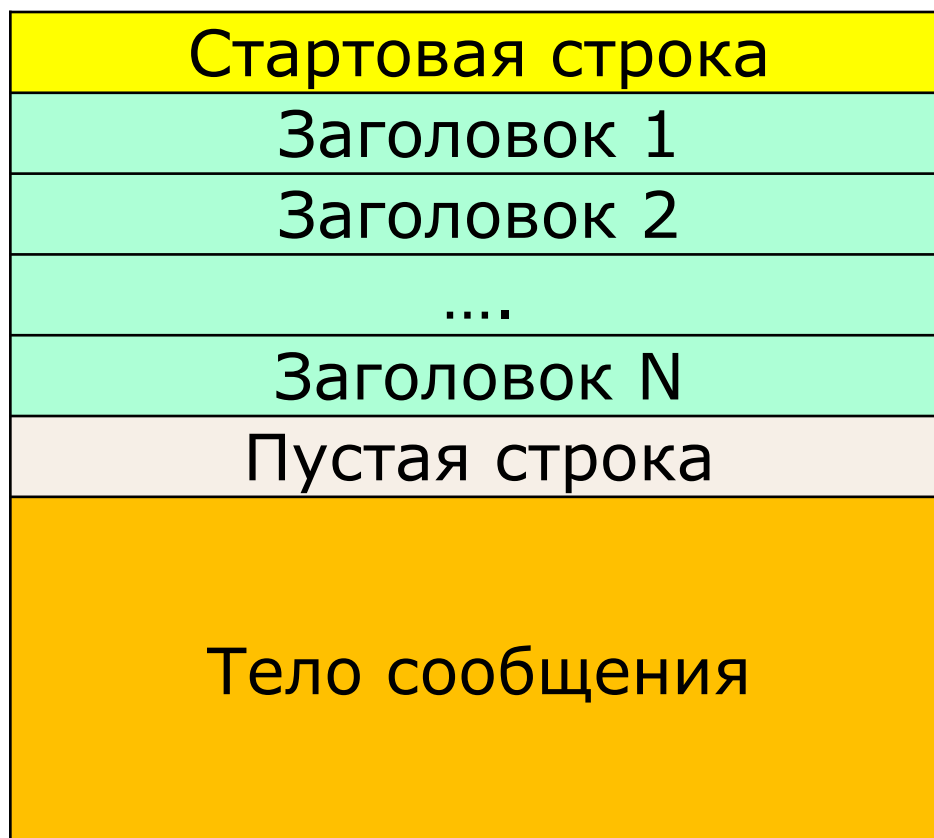 Стартовая строка
Заголовок 1
Заголовок 2
….
Заголовок N
Пустая строка
Тело сообщения